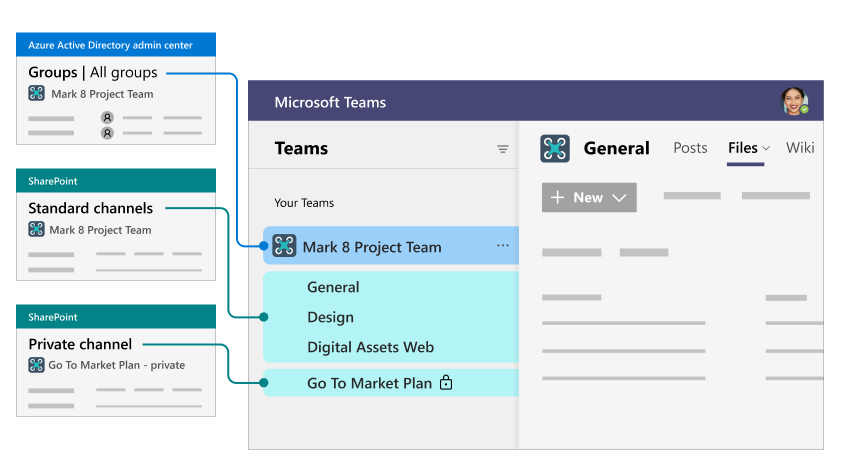 Azure Active Directory admin center
Groups | All groups
Mark 8 Project Team
SharePoint
Standard channels
Mark 8 Project Team
SharePoint
Private channel
Go To Market Plan - private
Microsoft Teams
Teams
Your Teams
Mark 8 Project Team ...
General
Design
Digital Assets Web
Go To Market Plan
General Posts Files Wiki
+ New